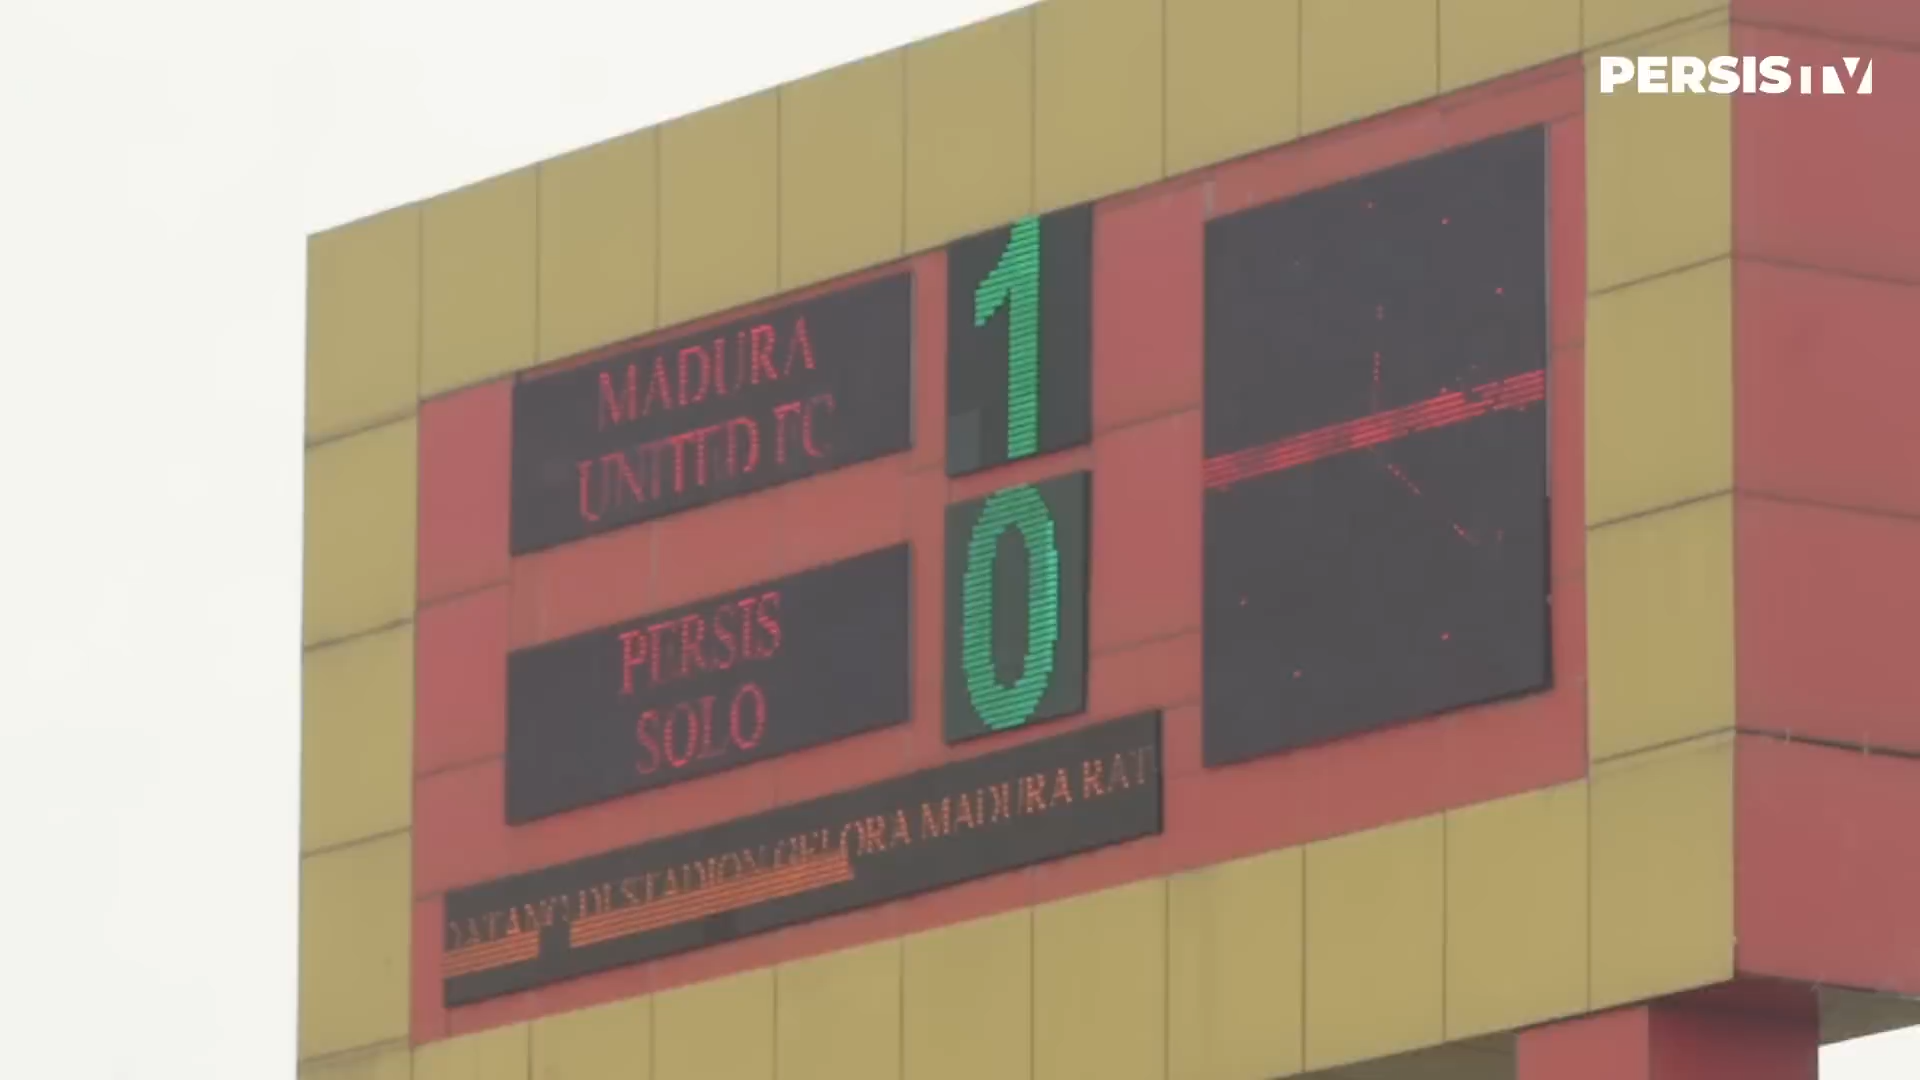 PERSIS TV
MADURA
UNITED FC
1
PERSIS
SOLO
0
DATANG DI STADION GELORA MADURA RAT